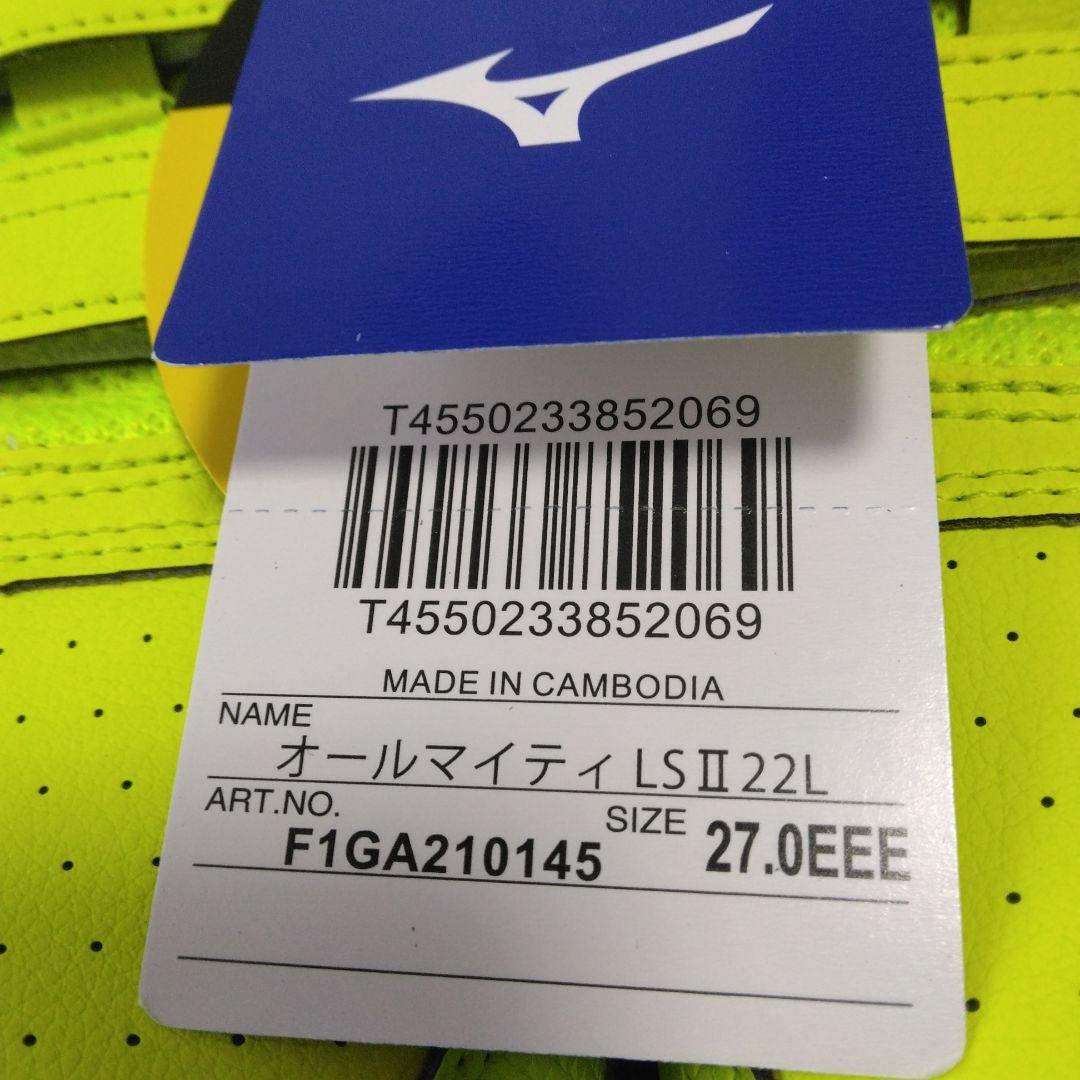 T4550233852069
T4550233852069
MADE IN CAMBODIA
NAME
オールマイティ LSⅡ22L
ART.NO.
F1GA210145
SIZE 27.0EEE